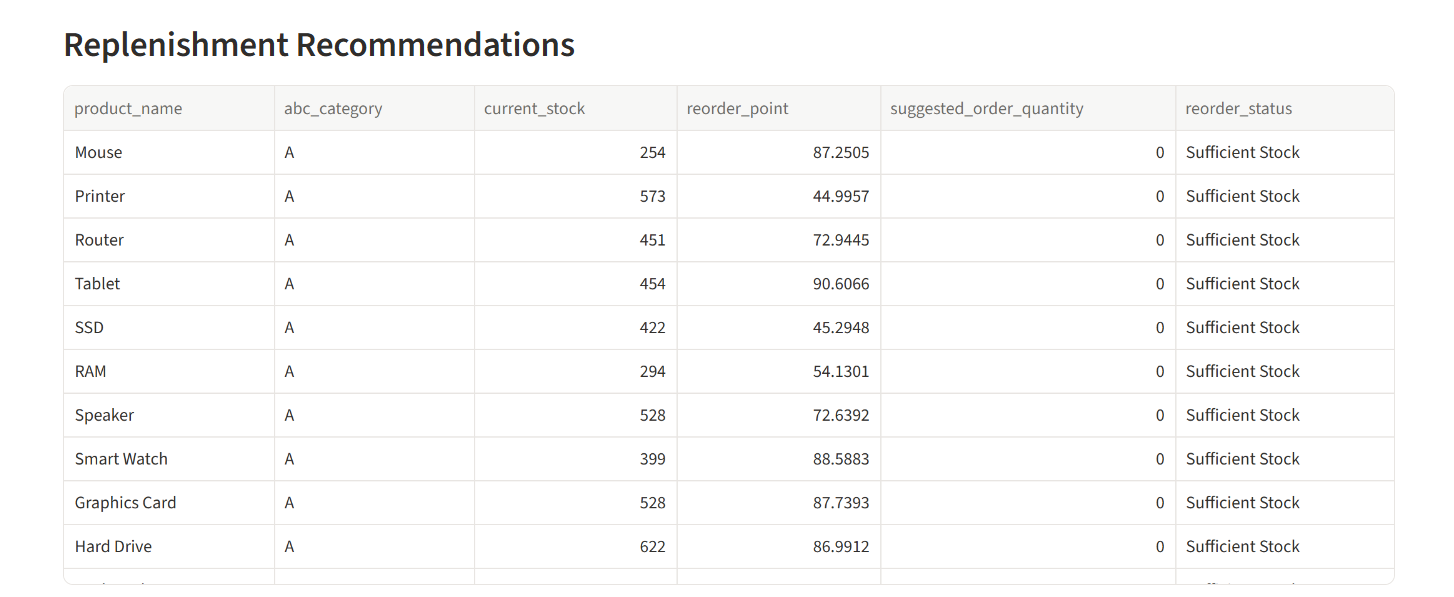 Replenishment Recommendations
product_name abc_category current_stock reorder_point suggested_order_quantity reorder_status
Mouse A 254 87.2505 0 Sufficient Stock
Printer A 573 44.9957 0 Sufficient Stock
Router A 451 72.9445 0 Sufficient Stock
Tablet A 454 90.6066 0 Sufficient Stock
SSD A 422 45.2948 0 Sufficient Stock
RAM A 294 54.1301 0 Sufficient Stock
Speaker A 528 72.6392 0 Sufficient Stock
Smart Watch A 399 88.5883 0 Sufficient Stock
Graphics Card A 528 87.7393 0 Sufficient Stock
Hard Drive A 622 86.9912 0 Sufficient Stock